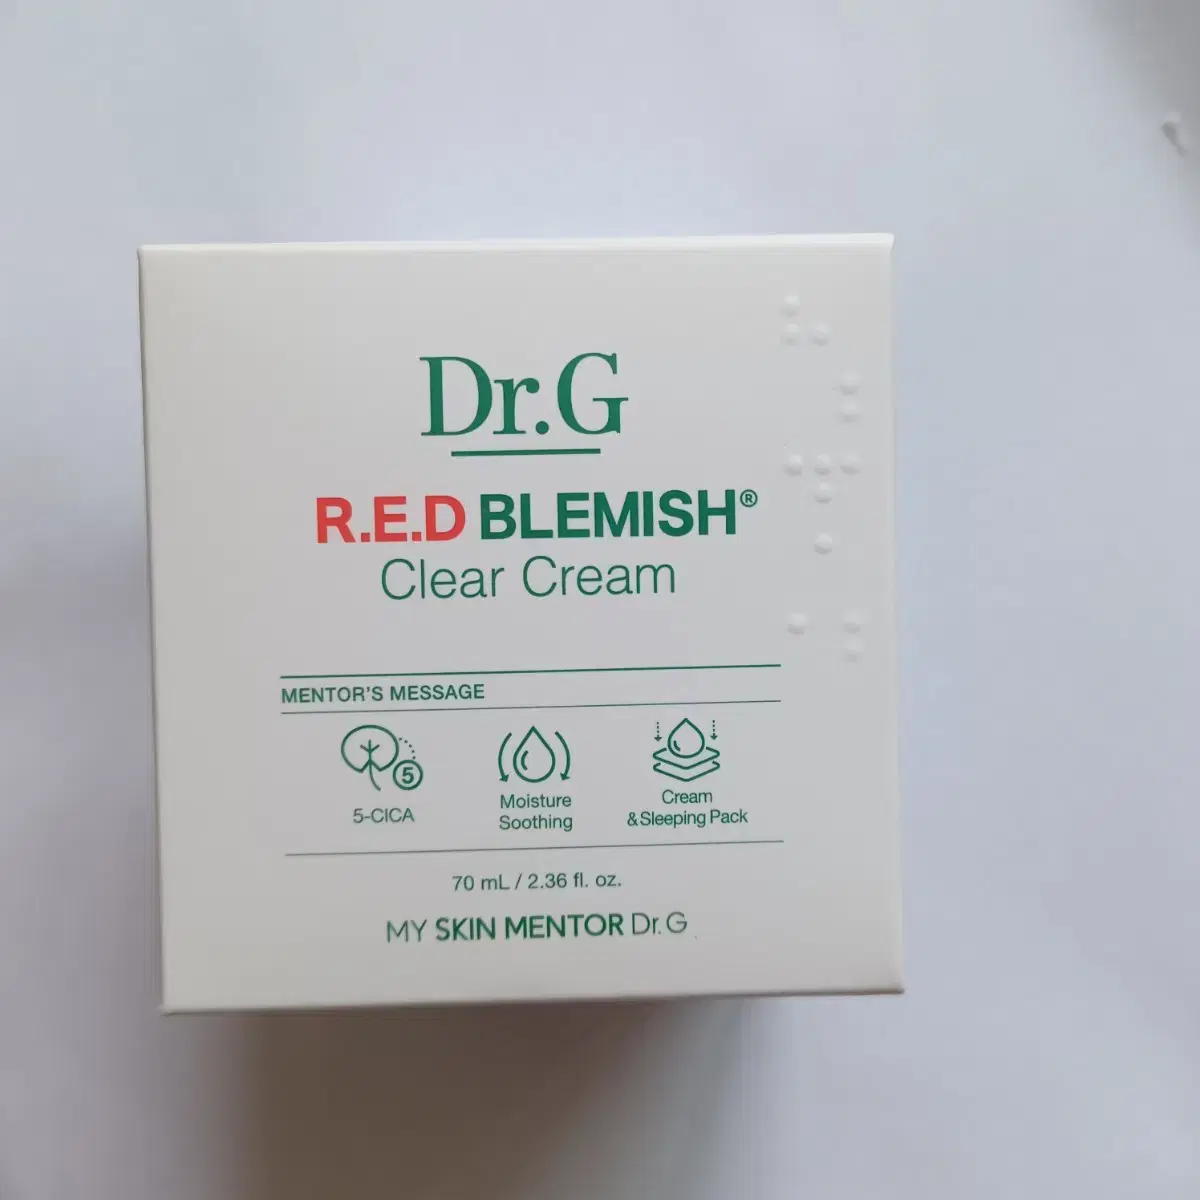 Dr.G
R.E.D BLEMISH®
Clear Cream
MENTOR'S MESSAGE
5
5-CICA
Moisture
Soothing
Cream
&Sleeping Pack
70 mL / 2.36 fl. oz.
MY SKIN MENTOR Dr.G